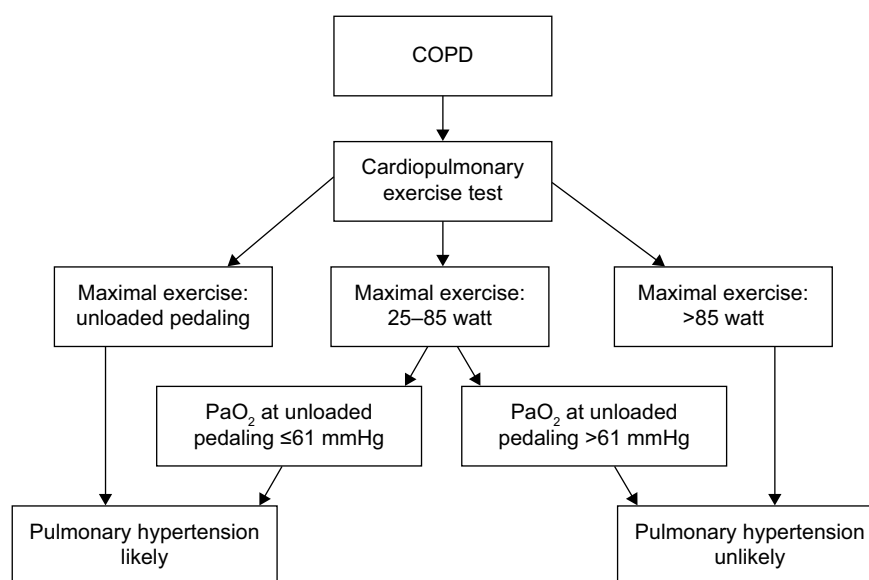 COPD
Cardiopulmonary
exercise test
Maximal exercise:
unloaded pedaling
Maximal exercise:
25–85 watt
Maximal exercise:
>85 watt
PaO₂ at unloaded
pedaling ≤61 mmHg
PaO₂ at unloaded
pedaling >61 mmHg
Pulmonary hypertension
likely
Pulmonary hypertension
unlikely